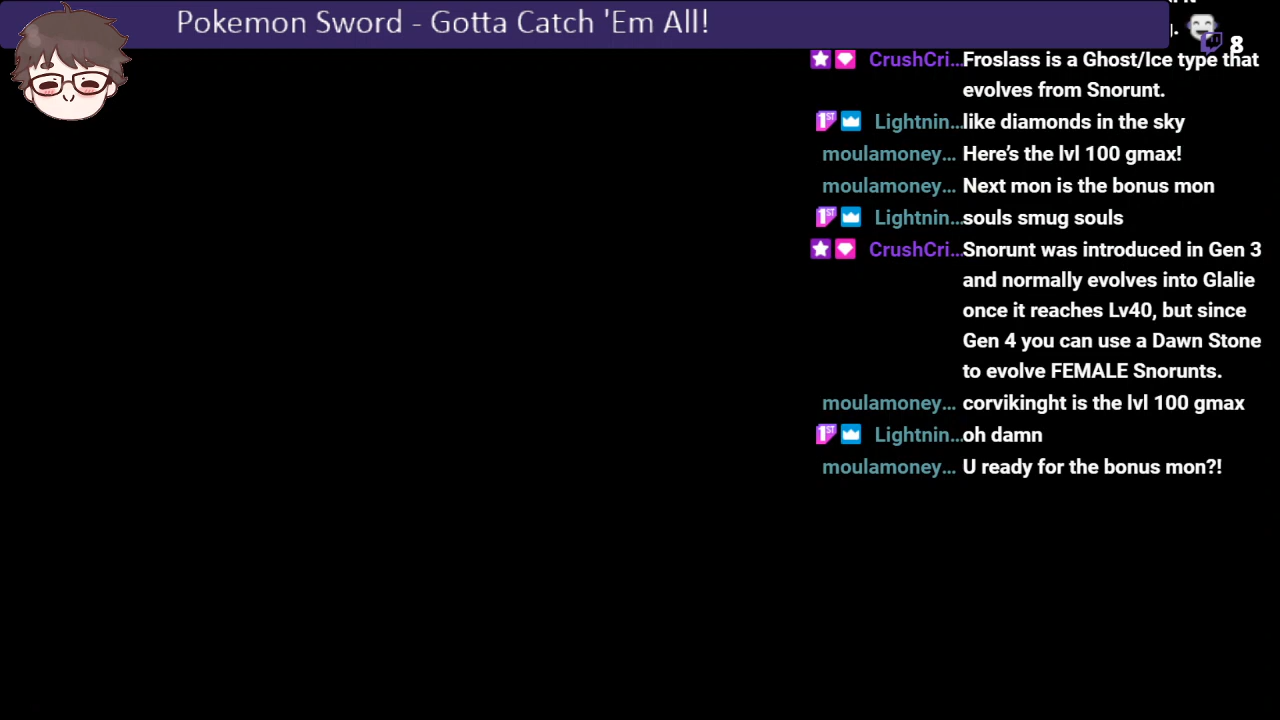 Pokemon Sword - Gotta Catch 'Em All!
8
CrushCri... Froslass is a Ghost/Ice type that
evolves from Snorunt.
1ST Lightnin... like diamonds in the sky
moulamoney... Here's the lvl 100 gmax!
moulamoney... Next mon is the bonus mon
1ST Lightnin... souls smug souls
CrushCri... Snorunt was introduced in Gen 3
and normally evolves into Glalie
once it reaches Lv40, but since
Gen 4 you can use a Dawn Stone
to evolve FEMALE Snorunts.
moulamoney... corvikinght is the lvl 100 gmax
1ST Lightnin... oh damn
moulamoney... U ready for the bonus mon?!